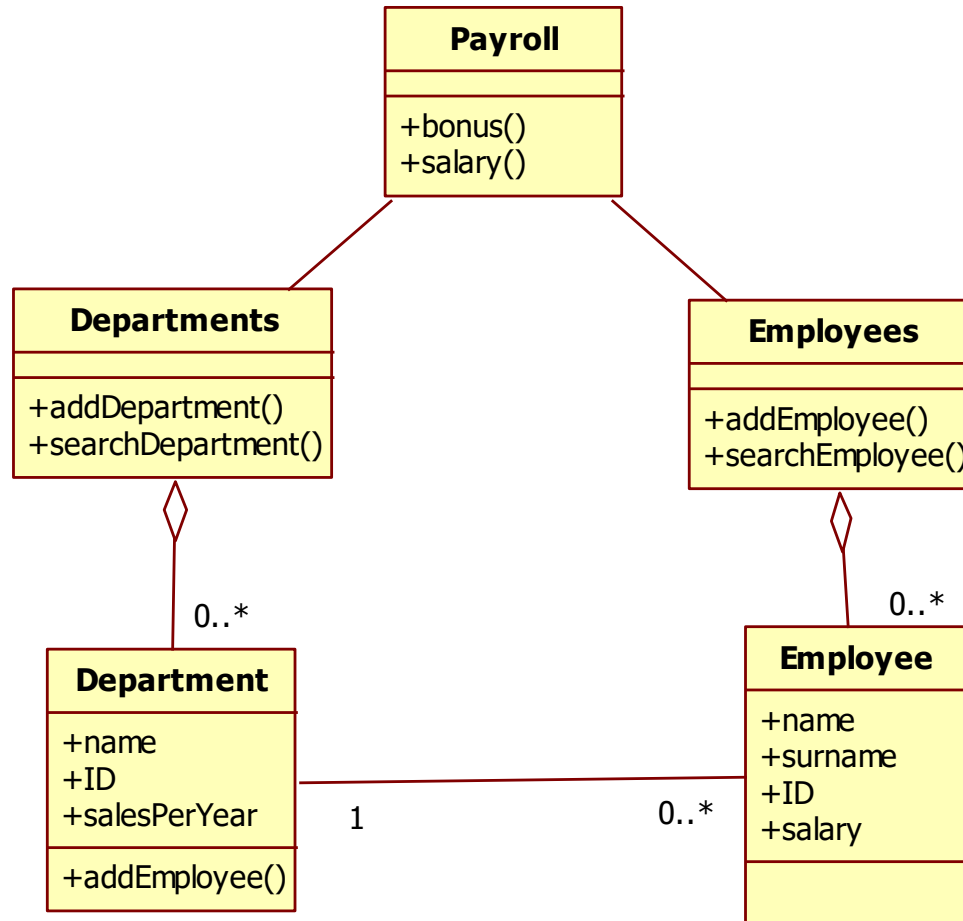 Payroll
+bonus()
+salary()
Departments
+addDepartment()
+searchDepartment()
Employees
+addEmployee()
+searchEmployee()
0..*
0..*
Department
+name
+ID
+salesPerYear
+addEmployee()
1
0..*
Employee
+name
+surname
+ID
+salary